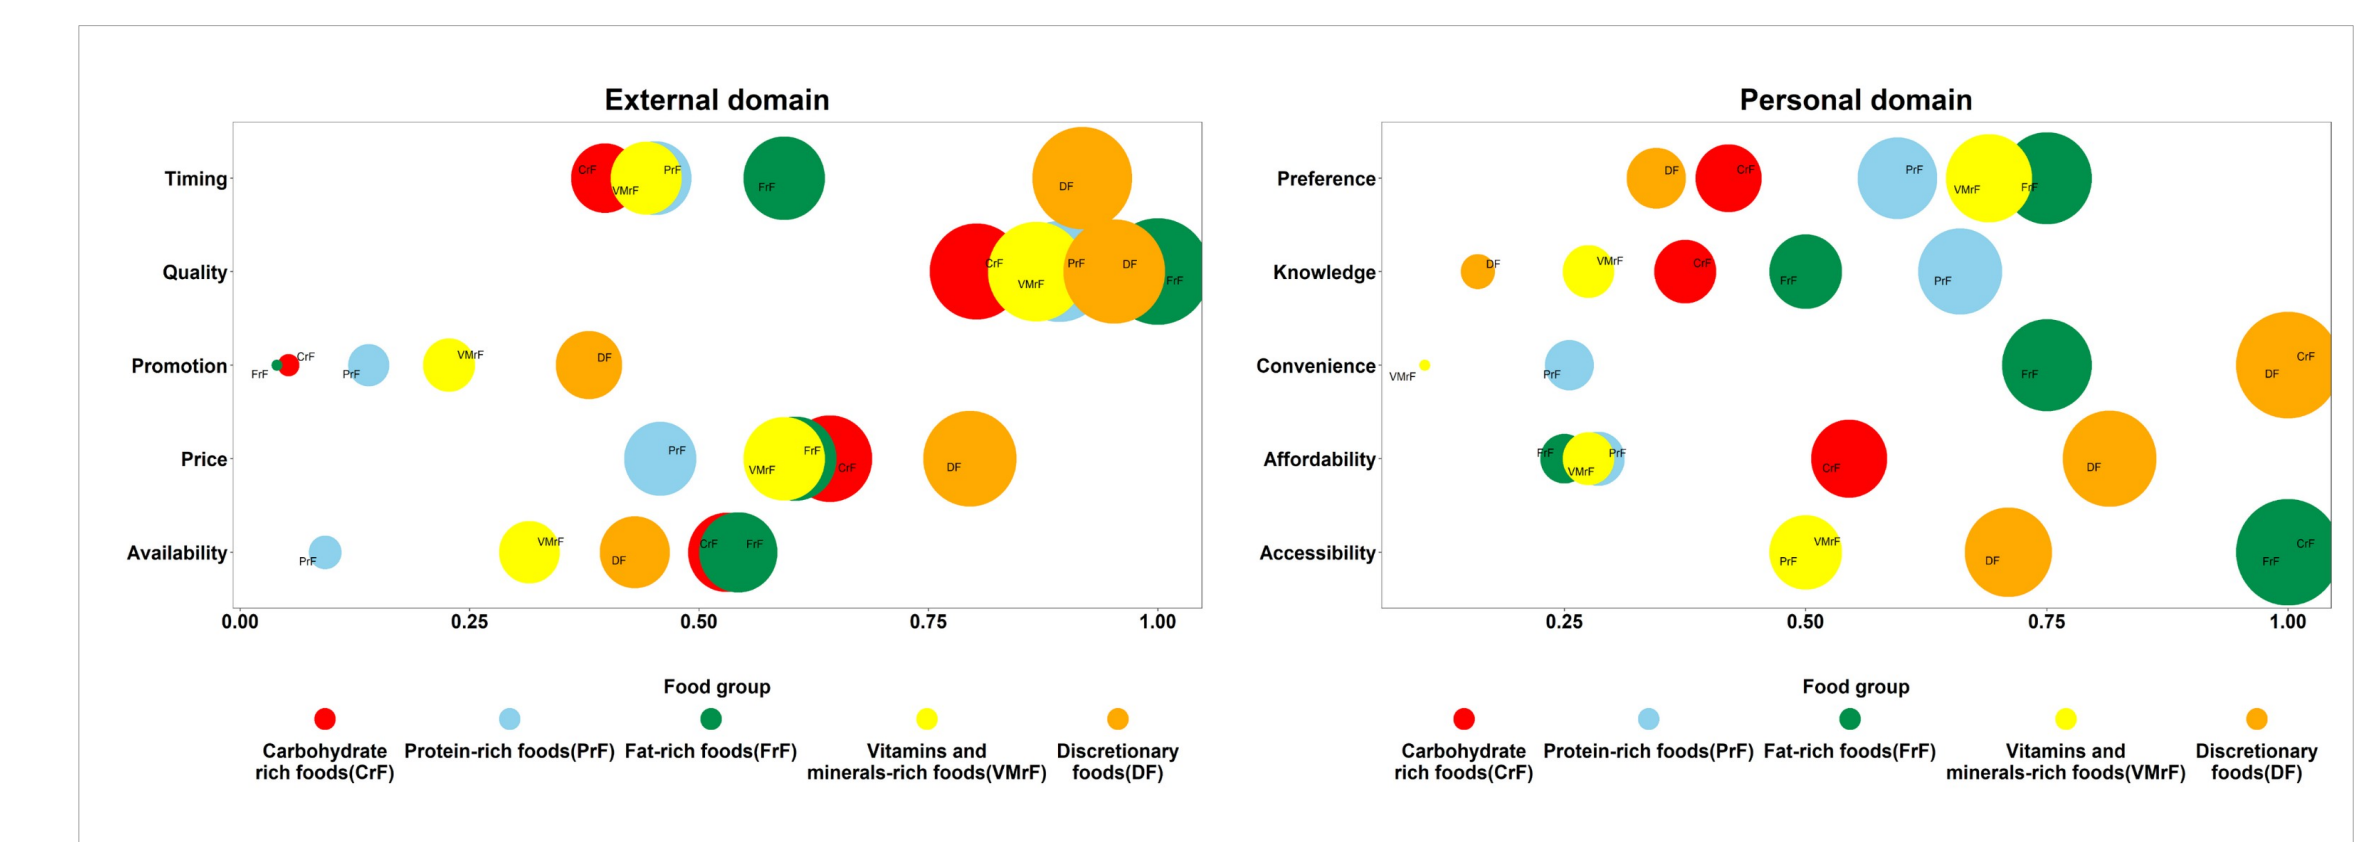 External domain
Timing
CrF
VMrF
PrF
FrF
DF
Quality
CrF
VMrF
PrF
DF
FrF
Promotion
FrF
CrF
PrF
VMrF
DF
Price
PrF
VMrF
FrF
CrF
DF
Availability
PrF
VMrF
DF
CrF
FrF
0.00 0.25 0.50 0.75 1.00
Food group
Carbohydrate
rich foods(CrF)
Protein-rich foods(PrF)
Fat-rich foods(FrF)
Vitamins and
minerals-rich foods(VMrF)
Discretionary
foods(DF)
Personal domain
Preference
DF
CrF
PrF
VMrF
FrF
Knowledge
DF
VMrF
CrF
FrF
PrF
Convenience
VMrF
PrF
FrF
DF
CrF
Affordability
FrF
VMrF
PrF
CrF
DF
Accessibility
PrF
VMrF
DF
FrF
CrF
0.25 0.50 0.75 1.00
Food group
Carbohydrate
rich foods(CrF)
Protein-rich foods(PrF)
Fat-rich foods(FrF)
Vitamins and
minerals-rich foods(VMrF)
Discretionary
foods(DF)